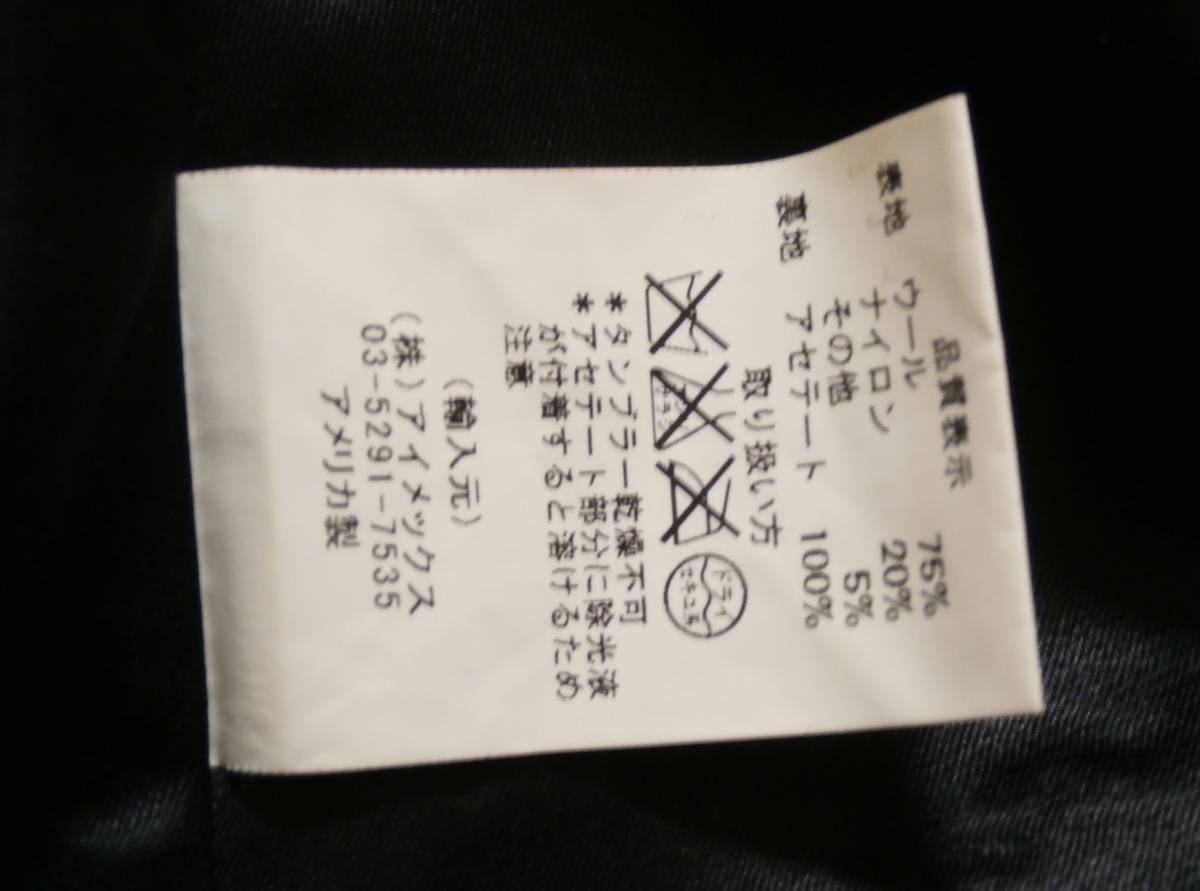 品質表示
表地 ウール 75%
ナイロン 20%
その他 5%
裏地 アセテート 100%
取り扱い方
ドライ
セキユ系
*タンブラー乾燥不可
*アセテート部分に除光液
が付着すると溶けるため
注意
(輸入元)
(株)アイメックス
03-5291-7535
アメリカ製